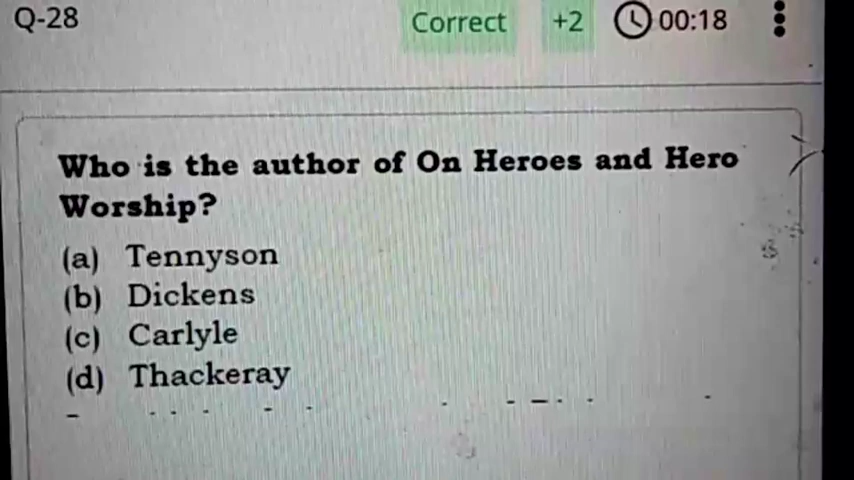 Q-28 Correct +2 00:18
Who is the author of On Heroes and Hero
Worship?
(a) Tennyson
(b) Dickens
(c) Carlyle
(d) Thackeray